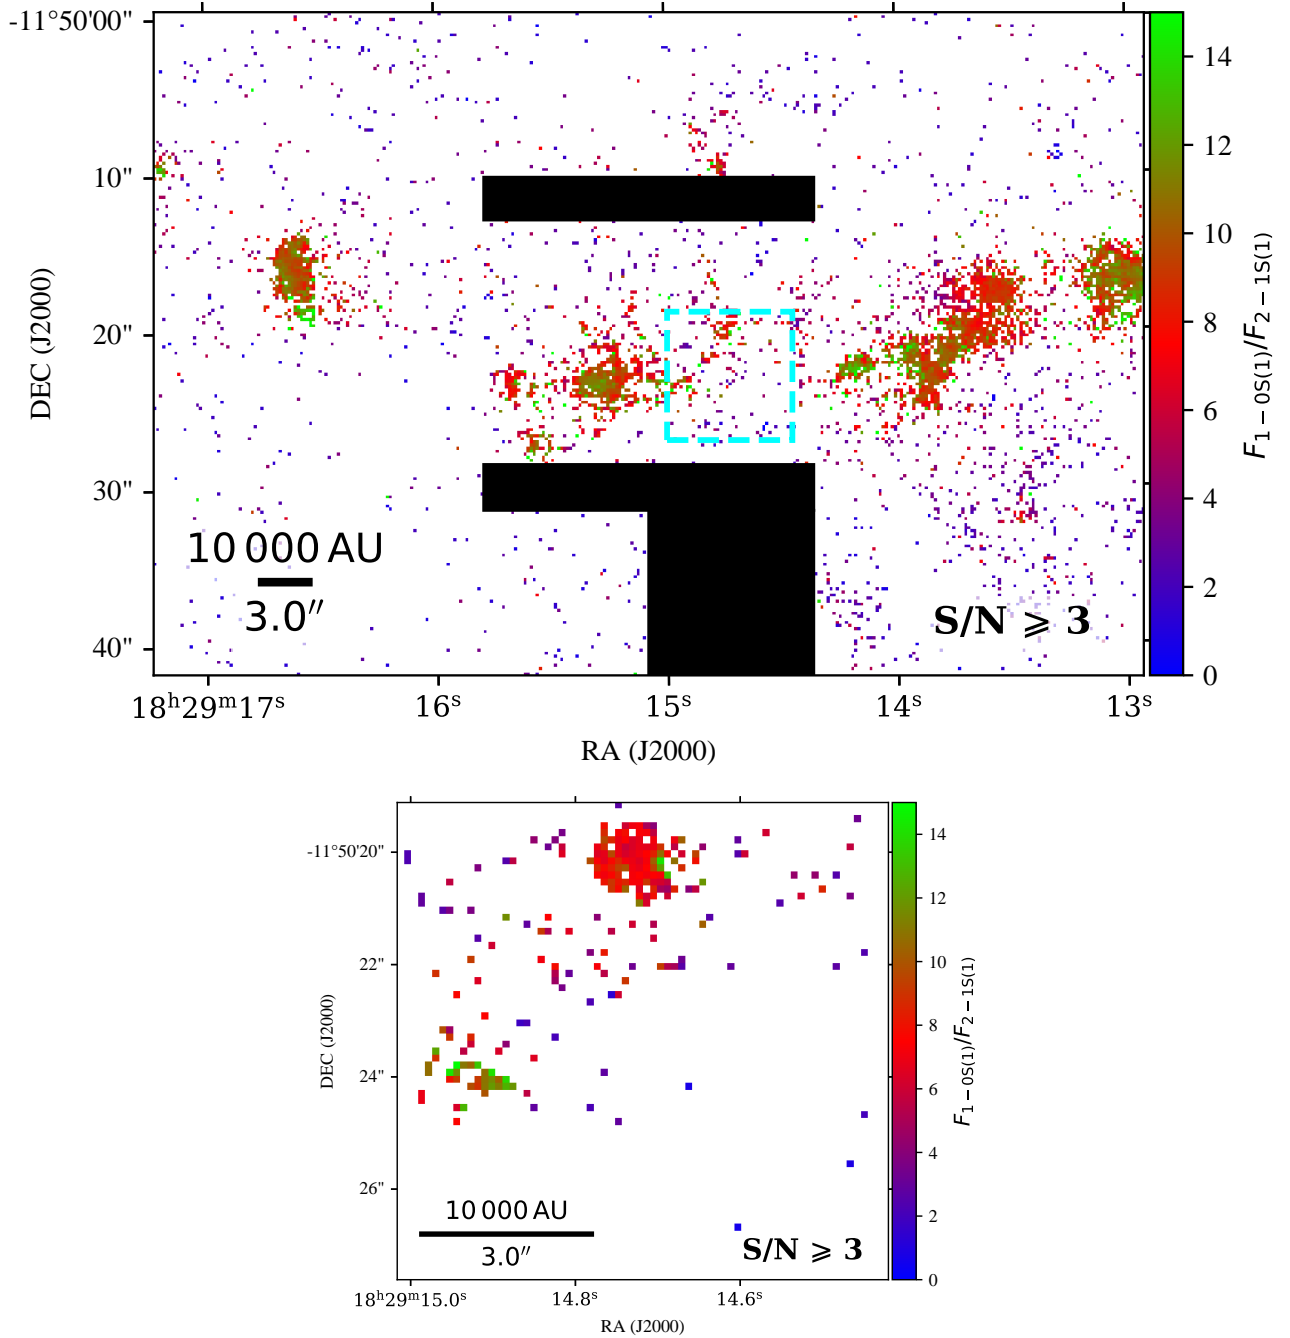 -11°50'00"
10"
20"
30"
40"
DEC (J2000)
10 000 AU
3.0″
S/N ⩾ 3
18ʰ29ᵐ17ˢ 16ˢ 15ˢ 14ˢ 13ˢ
RA (J2000)
14
12
10
8
6
4
2
0
F₁₋₀S(1)/F₂₋₁S(1)
-11°50'20"
22"
24"
26"
DEC (J2000)
10 000 AU
3.0″
S/N ⩾ 3
18ʰ29ᵐ15.0ˢ 14.8ˢ 14.6ˢ
RA (J2000)
14
12
10
8
6
4
2
0
F₁₋₀S(1)/F₂₋₁S(1)